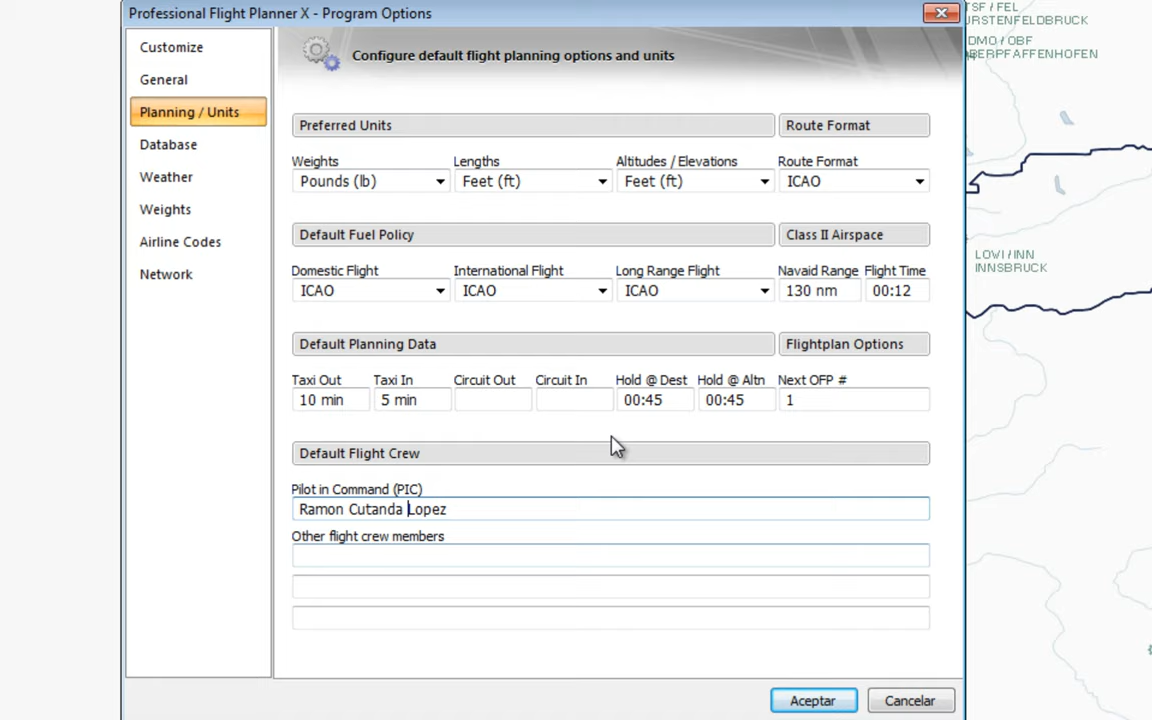 Professional Flight Planner X - Program Options
Customize
General
Planning / Units
Database
Weather
Weights
Airline Codes
Network
Configure default flight planning options and units
Preferred Units
Route Format
Weights
Lengths
Altitudes / Elevations
Route Format
Pounds (lb)
Feet (ft)
Feet (ft)
ICAO
Default Fuel Policy
Class II Airspace
Domestic Flight
International Flight
Long Range Flight
Navaid Range
Flight Time
ICAO
ICAO
ICAO
130 nm
00:12
Default Planning Data
Flightplan Options
Taxi Out
Taxi In
Circuit Out
Circuit In
Hold @ Dest
Hold @ Altn
Next OFP #
10 min
5 min
00:45
00:45
1
Default Flight Crew
Pilot in Command (PIC)
Ramon Cutanda Lopez
Other flight crew members
Aceptar
Cancelar
/ FEL
/ OBF
LOVI / INN
INNSBRUCK